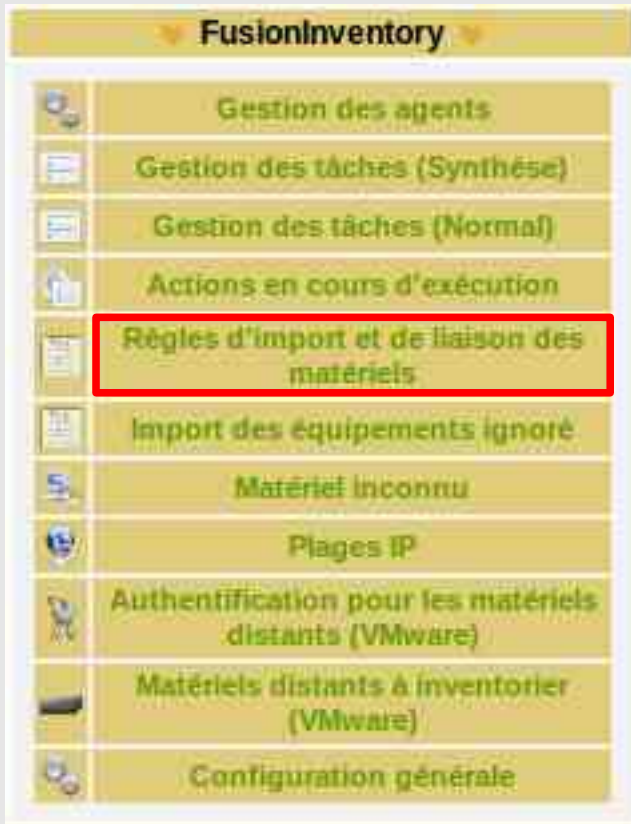 FusionInventory
Gestion des agents
Gestion des tâches (Synthèse)
Gestion des tâches (Normal)
Actions en cours d'exécution
Règles d'import et de liaison des
matériels
Import des équipements ignoré
Matériel inconnu
Plages IP
Authentification pour les matériels
distants (VMware)
Matériels distants à inventorier
(VMware)
Configuration générale